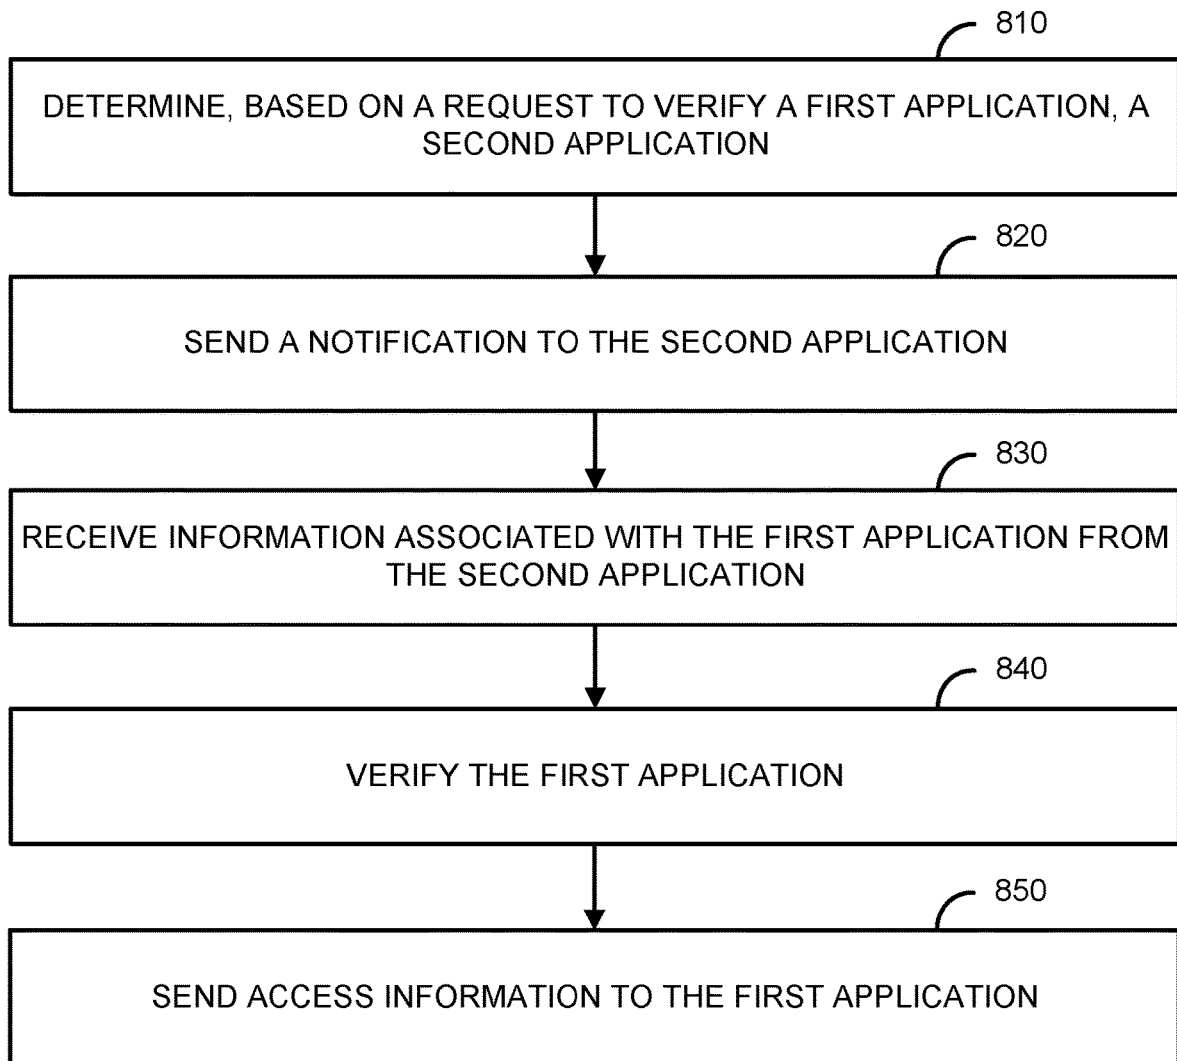 810
DETERMINE, BASED ON A REQUEST TO VERIFY A FIRST APPLICATION, A
SECOND APPLICATION
820
SEND A NOTIFICATION TO THE SECOND APPLICATION
830
RECEIVE INFORMATION ASSOCIATED WITH THE FIRST APPLICATION FROM
THE SECOND APPLICATION
840
VERIFY THE FIRST APPLICATION
850
SEND ACCESS INFORMATION TO THE FIRST APPLICATION